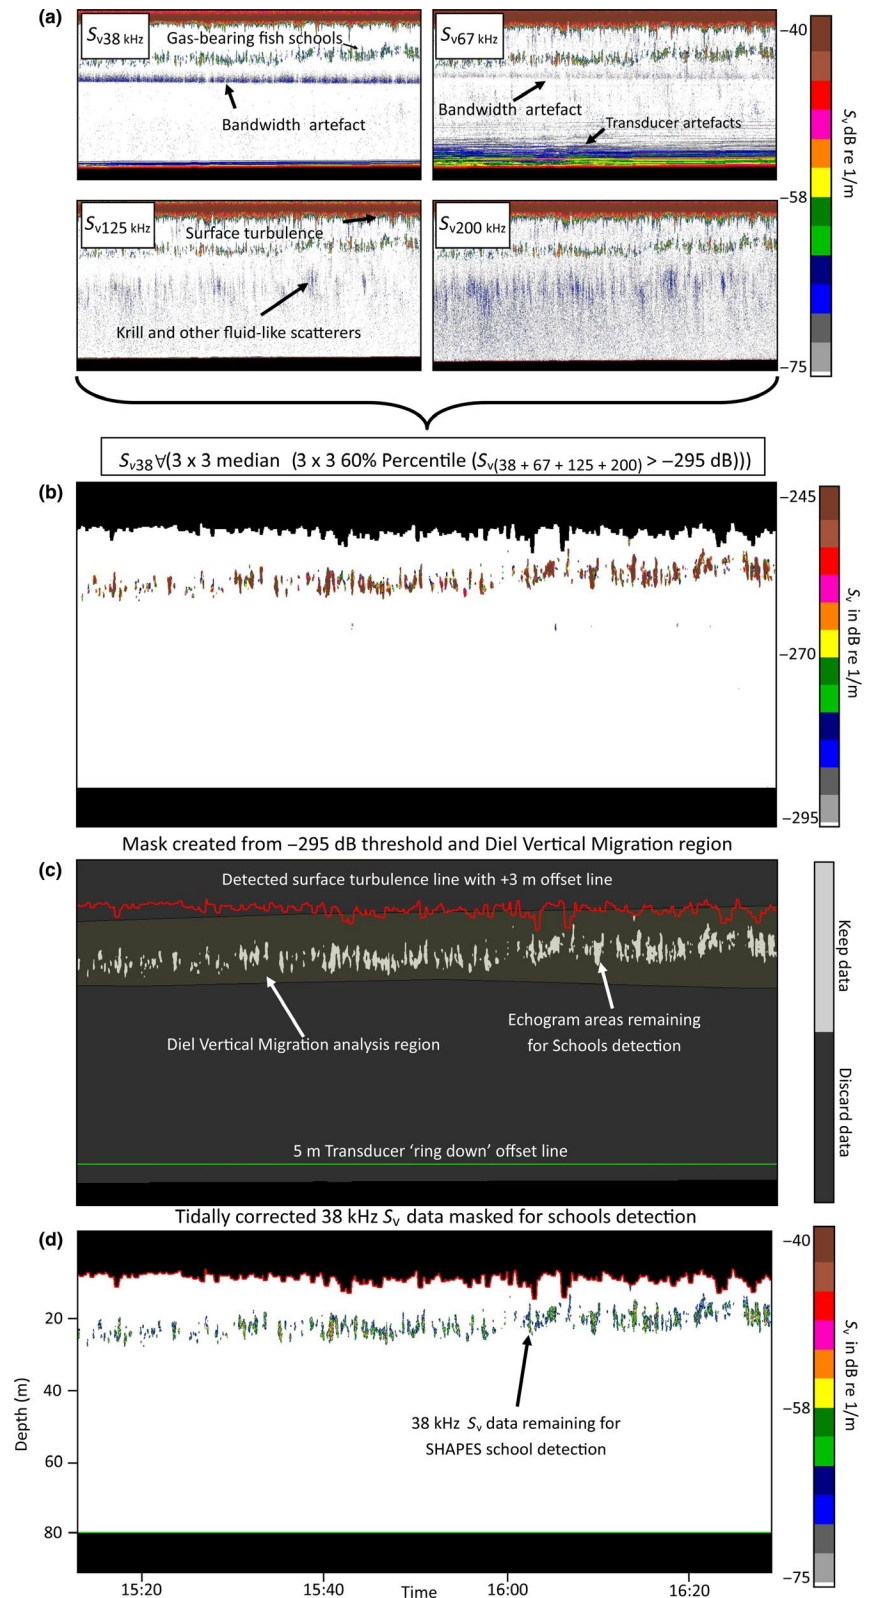 (a)
Sv38 kHz
Gas-bearing fish schools
Bandwidth artefact
Sv67 kHz
Bandwidth artefact
Transducer artefacts
−40
−58
−75
Sv dB re 1/m
Sv125 kHz
Surface turbulence
Krill and other fluid-like scatterers
Sv200 kHz
Sv38 ∀(3 x 3 median (3 x 3 60% Percentile (Sv(38 + 67 + 125 + 200) > −295 dB)))
(b)
−245
−270
−295
Sv in dB re 1/m
Mask created from −295 dB threshold and Diel Vertical Migration region
(c)
Detected surface turbulence line with +3 m offset line
Diel Vertical Migration analysis region
Echogram areas remaining
for Schools detection
5 m Transducer ‘ring down’ offset line
Keep data
Discard data
Tidally corrected 38 kHz Sv data masked for schools detection
(d)
−40
−58
−75
Sv in dB re 1/m
38 kHz Sv data remaining for
SHAPES school detection
Depth (m)
20
40
60
80
15:20
15:40
Time
16:00
16:20